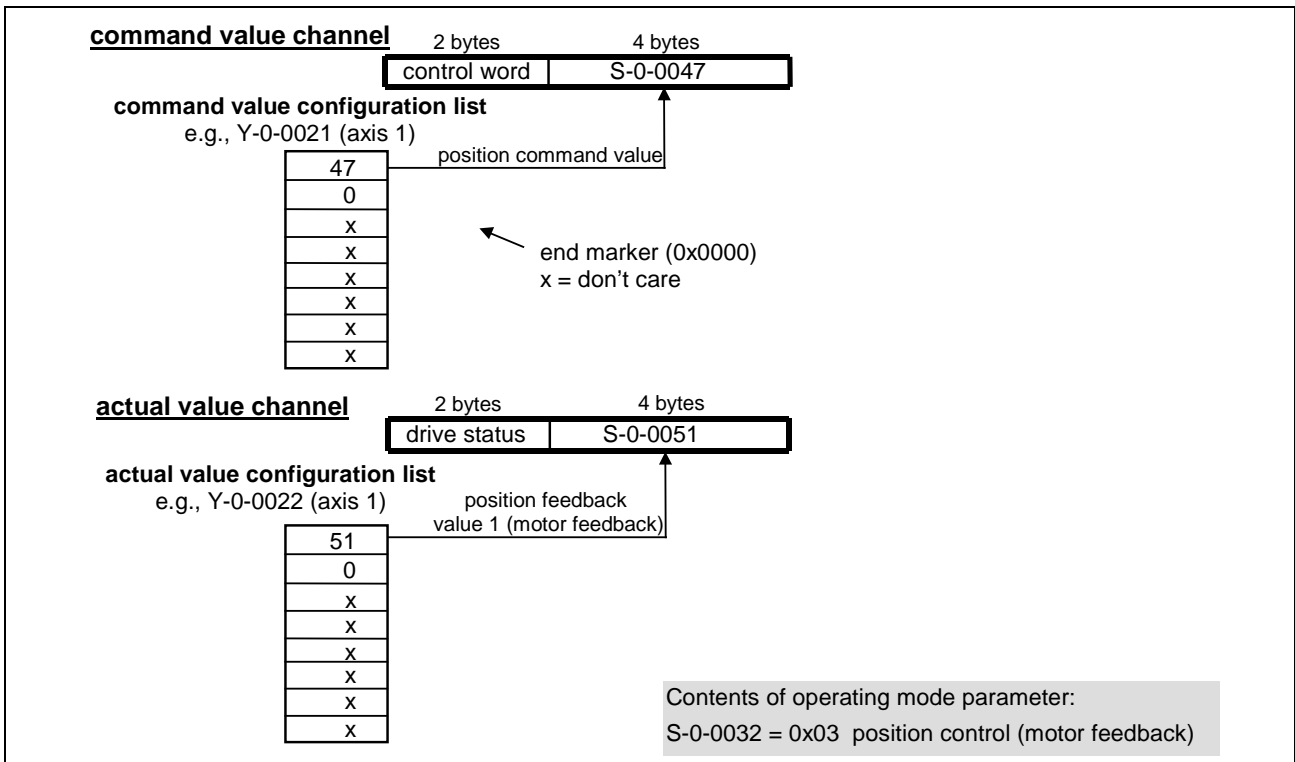 command value channel
2 bytes 4 bytes
control word S-0-0047
command value configuration list
e.g., Y-0-0021 (axis 1)
position command value
47
0
x
x
x
x
x
x
end marker (0x0000)
x = don't care
actual value channel
2 bytes 4 bytes
drive status S-0-0051
actual value configuration list
e.g., Y-0-0022 (axis 1)
position feedback
value 1 (motor feedback)
51
0
x
x
x
x
x
x
Contents of operating mode parameter:
S-0-0032 = 0x03 position control (motor feedback)